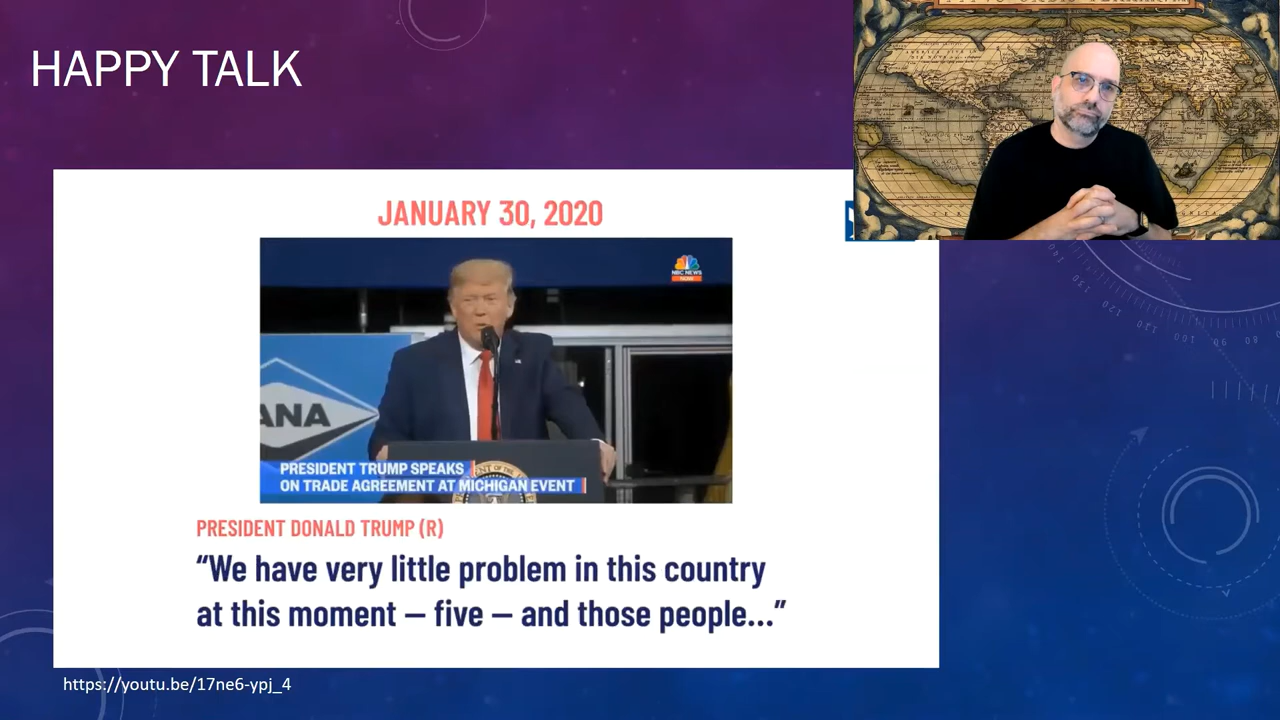 HAPPY TALK
JANUARY 30, 2020
NBC NEWS
NOW
ANA
PRESIDENT TRUMP SPEAKS
ON TRADE AGREEMENT AT MICHIGAN EVENT
PRESIDENT DONALD TRUMP (R)
“We have very little problem in this country
at this moment – five – and those people...”
https://youtu.be/17ne6-ypj_4